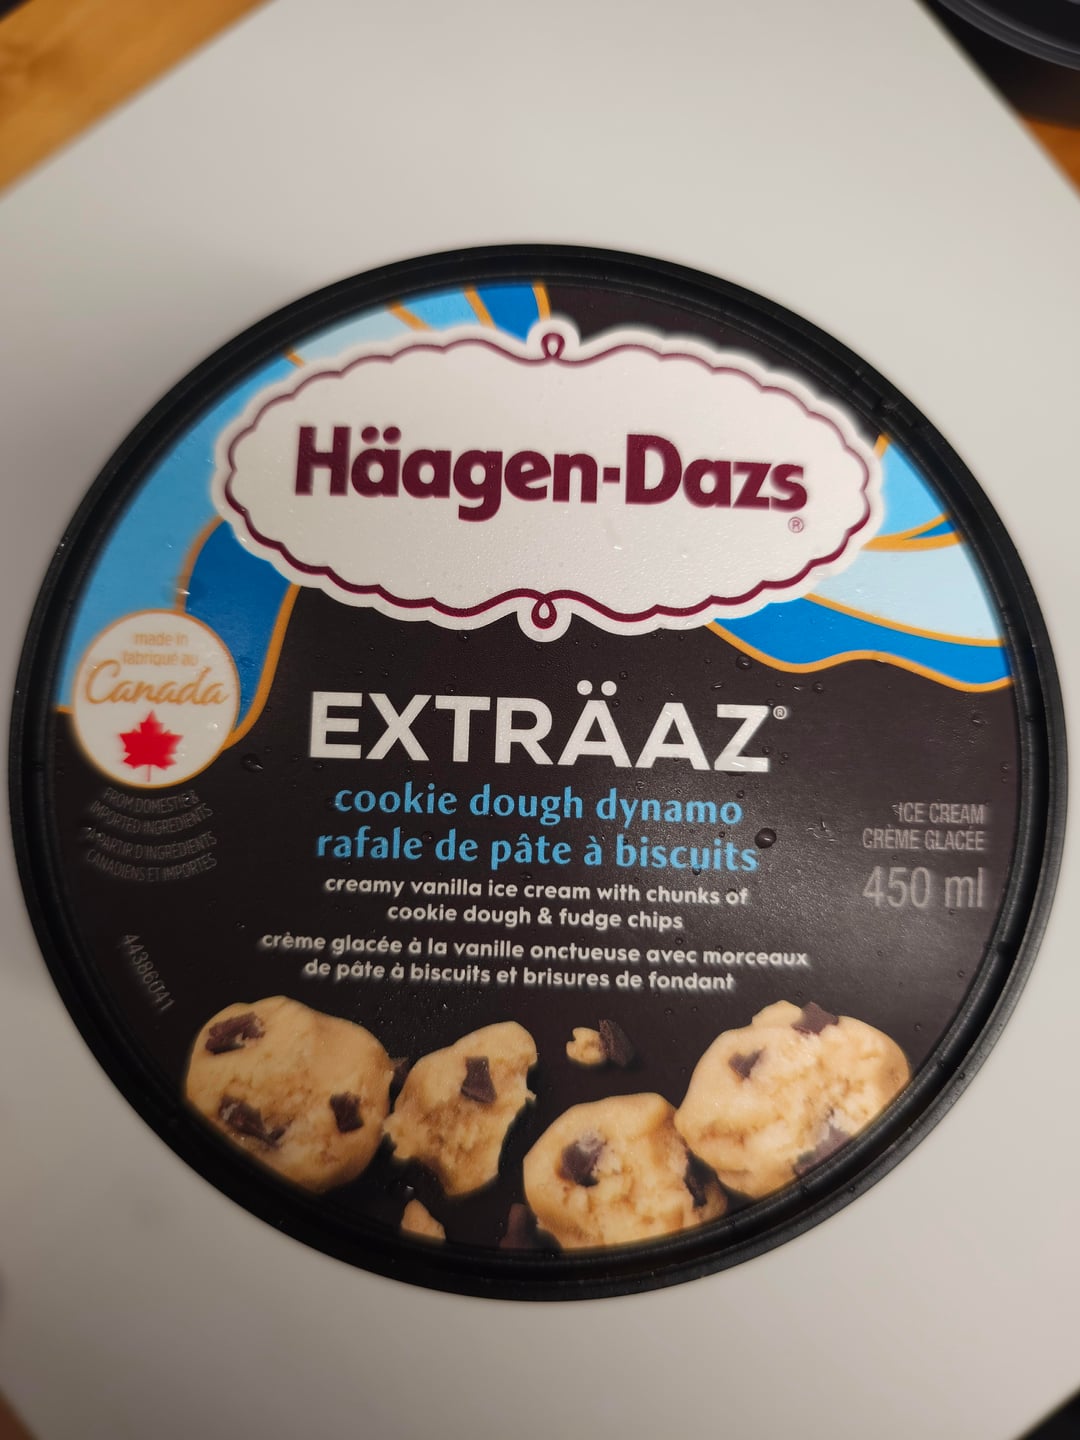 Häagen-Dazs
®
made in
fabriqué au
Canada
EXTRÄAZ®
cookie dough dynamo
rafale de pâte à biscuits
creamy vanilla ice cream with chunks of
cookie dough & fudge chips
crème glacée à la vanille onctueuse avec morceaux
de pâte à biscuits et brisures de fondant
FROM DOMESTIC &
IMPORTED INGREDIENTS
À PARTIR D'INGRÉDIENTS
CANADIENS ET IMPORTÉS
ICE CREAM
CRÈME GLACÉE
450 ml
44386041